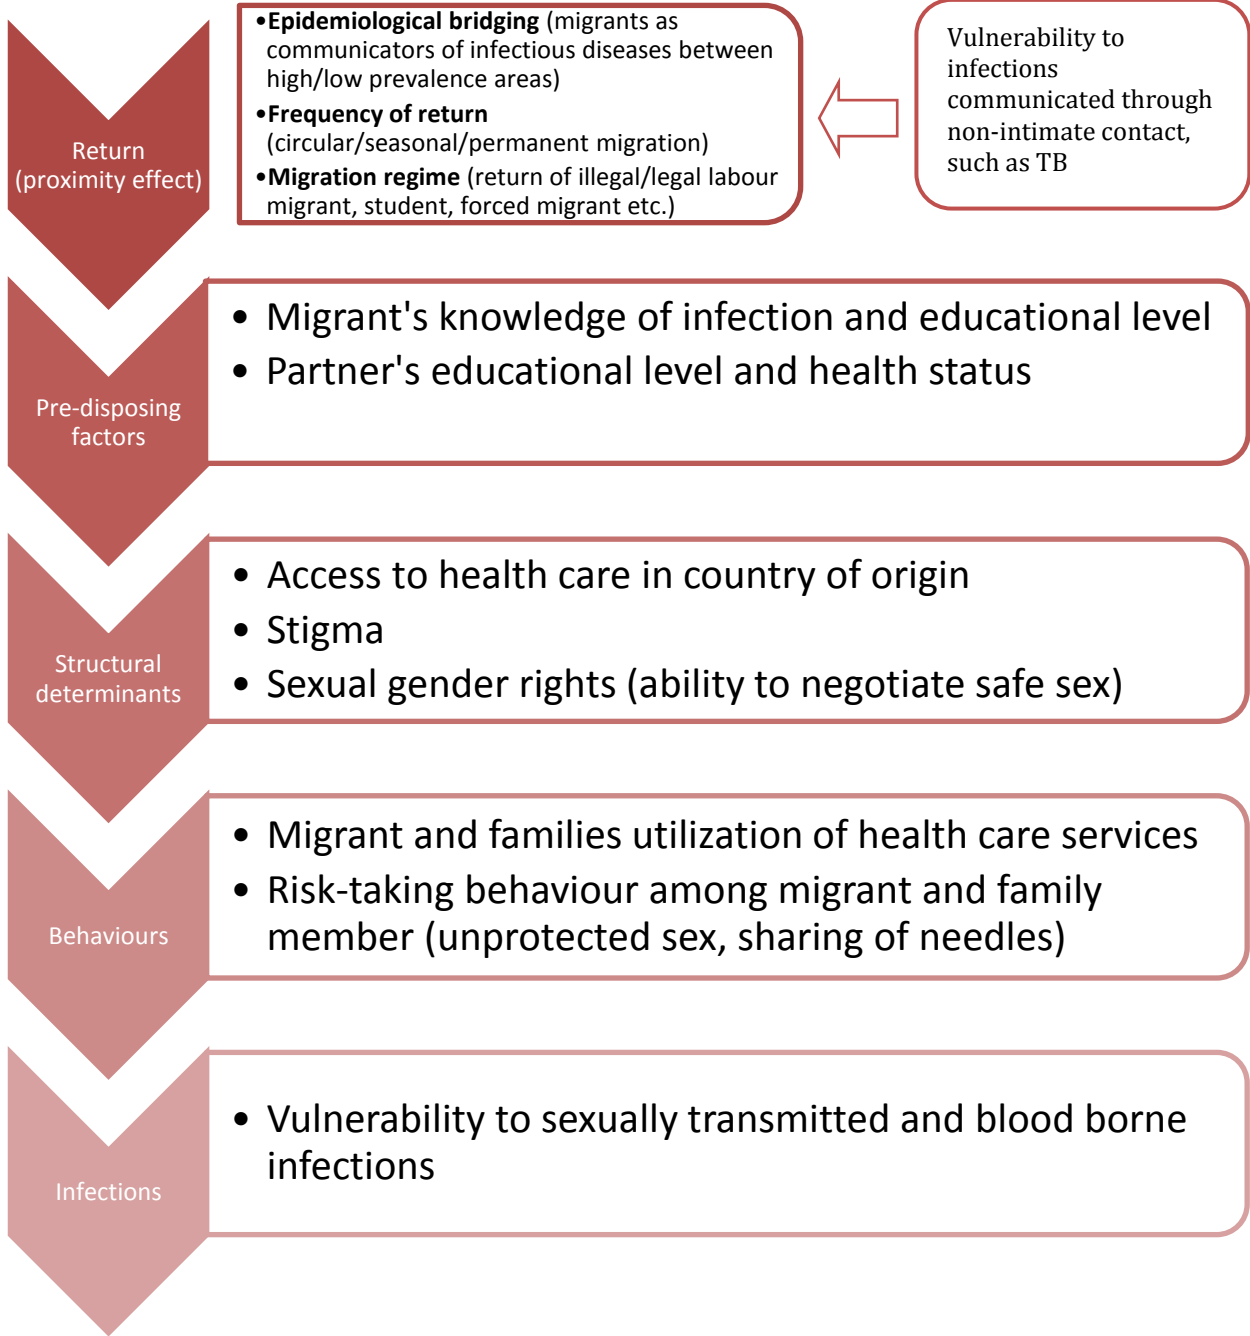 Return
(proximity effect)
•Epidemiological bridging (migrants as
communicators of infectious diseases between
high/low prevalence areas)
•Frequency of return
(circular/seasonal/permanent migration)
•Migration regime (return of illegal/legal labour
migrant, student, forced migrant etc.)
Vulnerability to
infections
communicated through
non-intimate contact,
such as TB
Pre-disposing
factors
• Migrant's knowledge of infection and educational level
• Partner's educational level and health status
Structural
determinants
• Access to health care in country of origin
• Stigma
• Sexual gender rights (ability to negotiate safe sex)
Behaviours
• Migrant and families utilization of health care services
• Risk-taking behaviour among migrant and family
member (unprotected sex, sharing of needles)
Infections
• Vulnerability to sexually transmitted and blood borne
infections